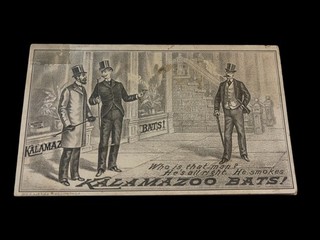 KALAMAZ
BATS!
Who is that man?
He's all right. He smokes
KALAMAZOO BATS!